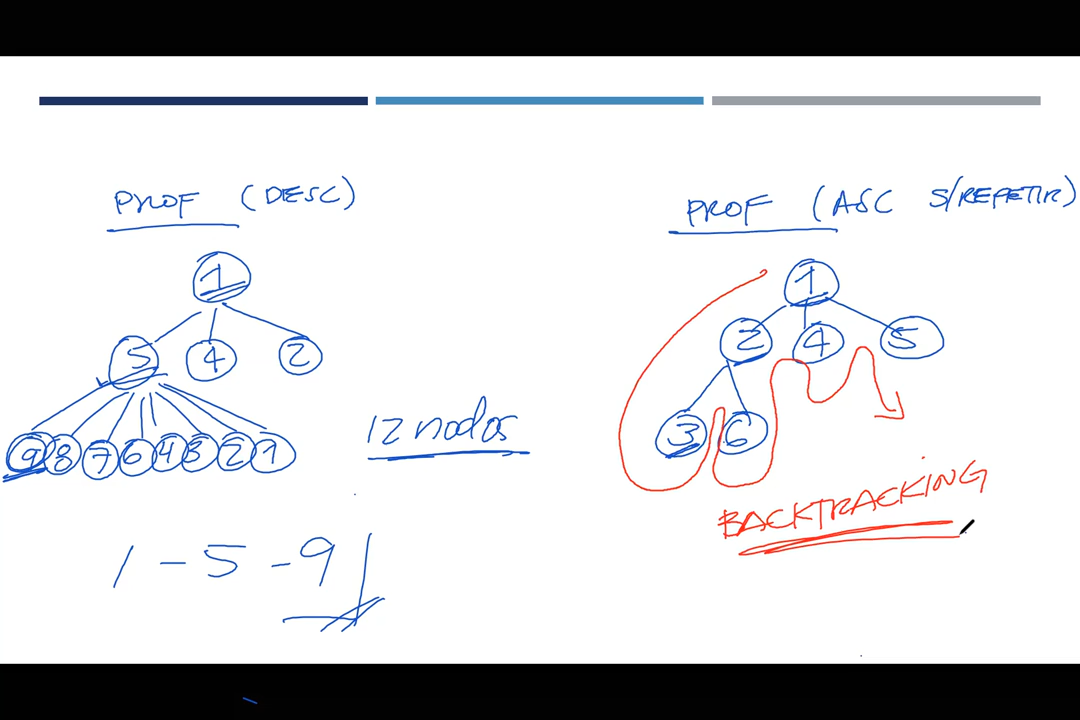 PROF (DESC)
1
5 4 2
9 8 7 6 4 3 2 1
12 nodos
1 - 5 - 9
PROF (ASC S/REPETIR)
1
2 4 5
3 6
BACKTRACKING